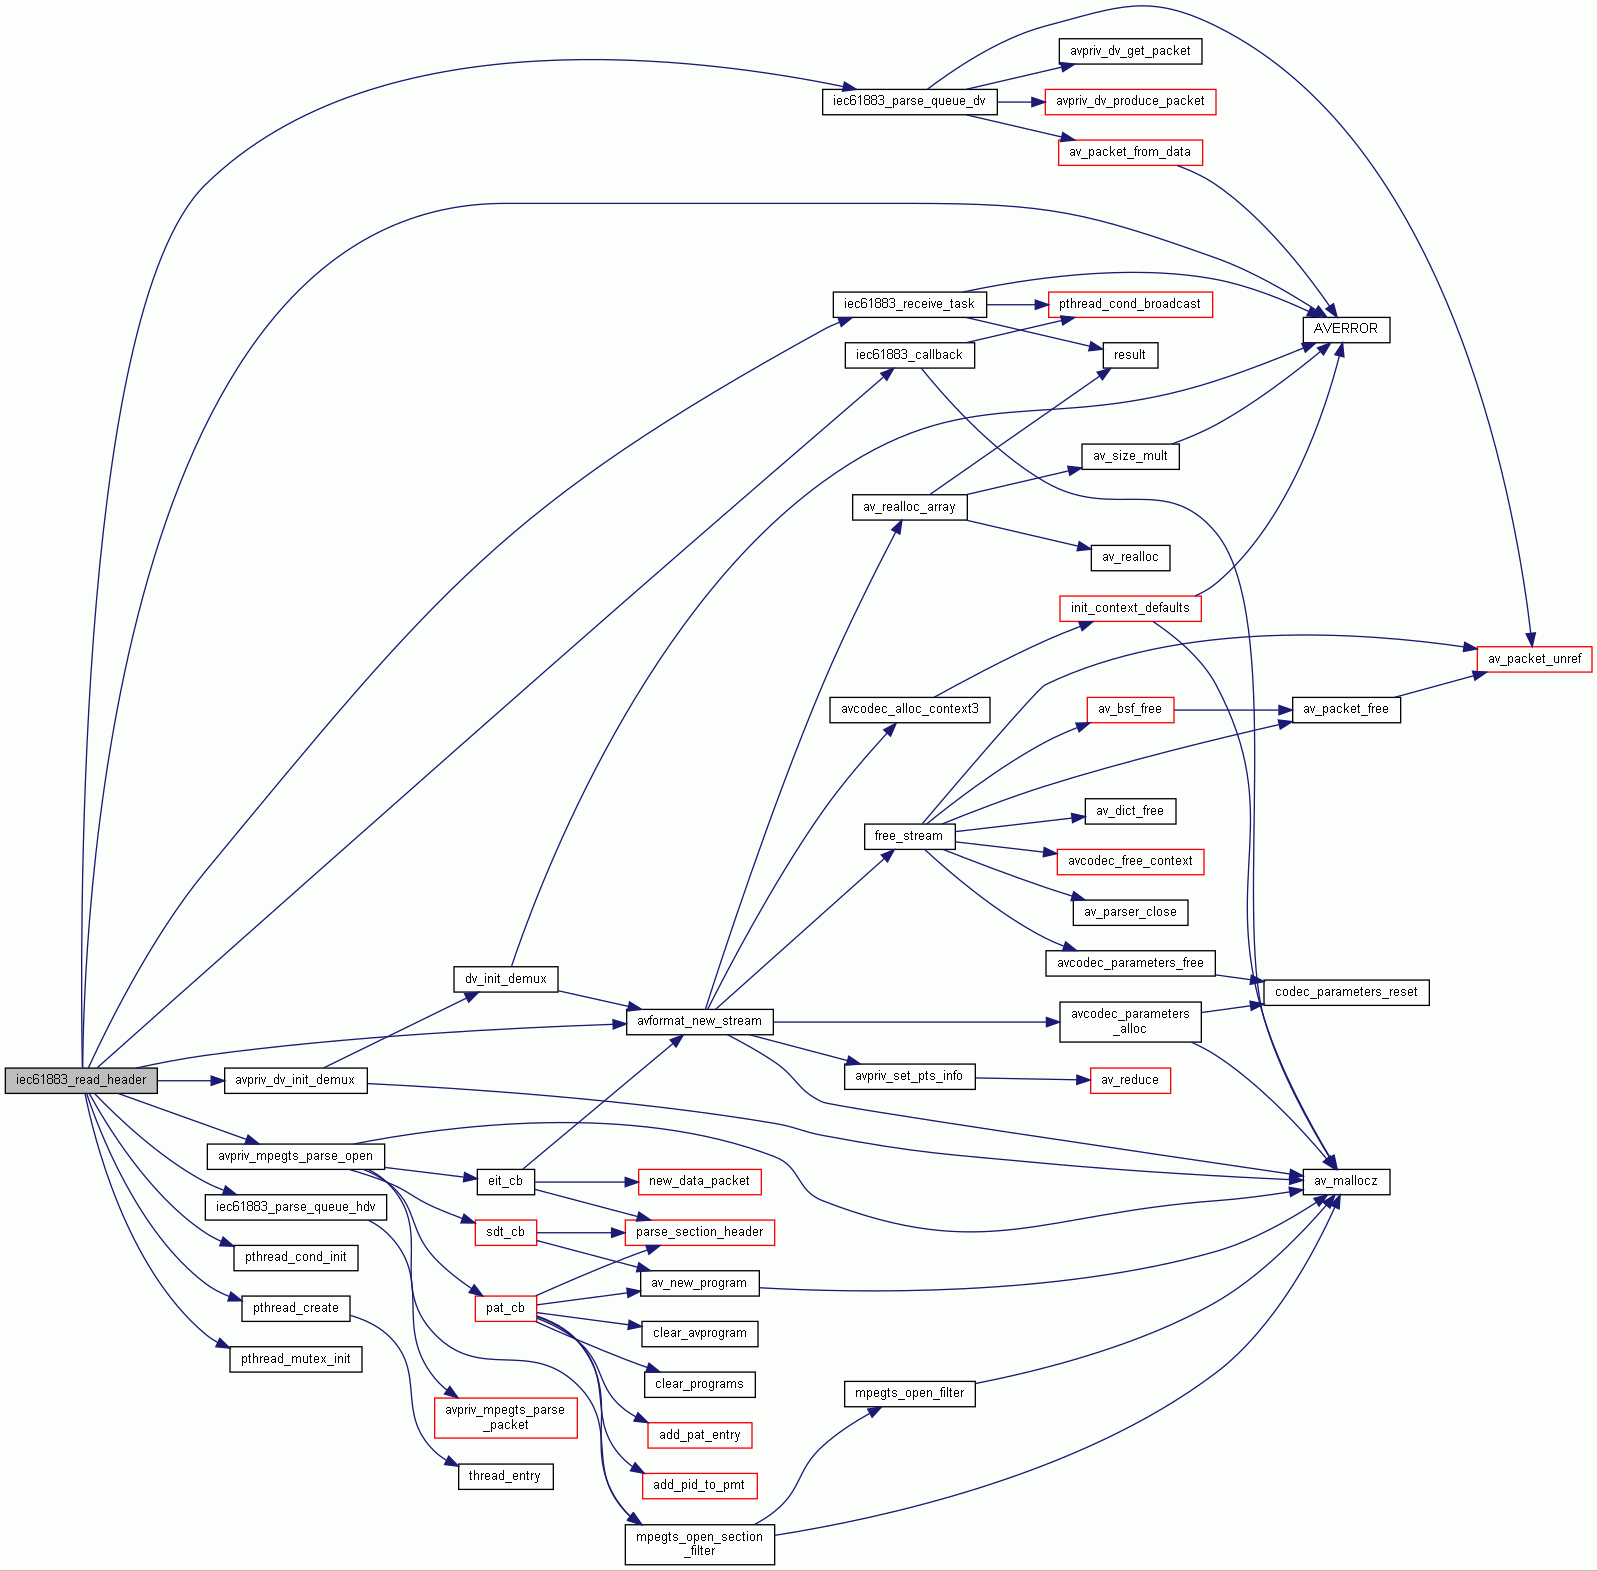 avpriv_dv_get_packet
iec61883_parse_queue_dv
avpriv_dv_produce_packet
av_packet_from_data
iec61883_receive_task
pthread_cond_broadcast
AVERROR
iec61883_callback
result
av_size_mult
av_realloc_array
av_realloc
init_context_defaults
av_packet_unref
avcodec_alloc_context3
av_bsf_free
av_packet_free
av_dict_free
free_stream
avcodec_free_context
av_parser_close
avcodec_parameters_free
dv_init_demux
codec_parameters_reset
avformat_new_stream
avcodec_parameters
_alloc
iec61883_read_header
avpriv_dv_init_demux
avpriv_set_pts_info
av_reduce
avpriv_mpegts_parse_open
eit_cb
new_data_packet
av_mallocz
iec61883_parse_queue_hdv
sdt_cb
parse_section_header
pthread_cond_init
av_new_program
pthread_create
pat_cb
clear_avprogram
pthread_mutex_init
clear_programs
mpegts_open_filter
avpriv_mpegts_parse
_packet
add_pat_entry
thread_entry
add_pid_to_pmt
mpegts_open_section
_filter